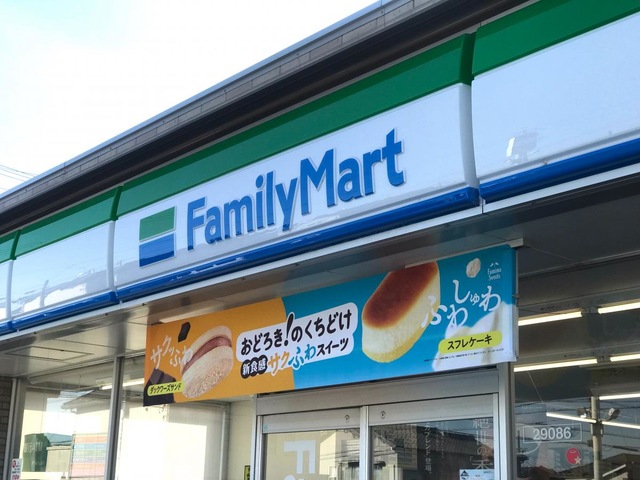 FamilyMart
サクふわ
ダックワーズサンド
おどろき!のくちどけ
新食感 サクふわスイーツ
しゅわ
ふわ
スフレケーキ
Famima Sweets
29086